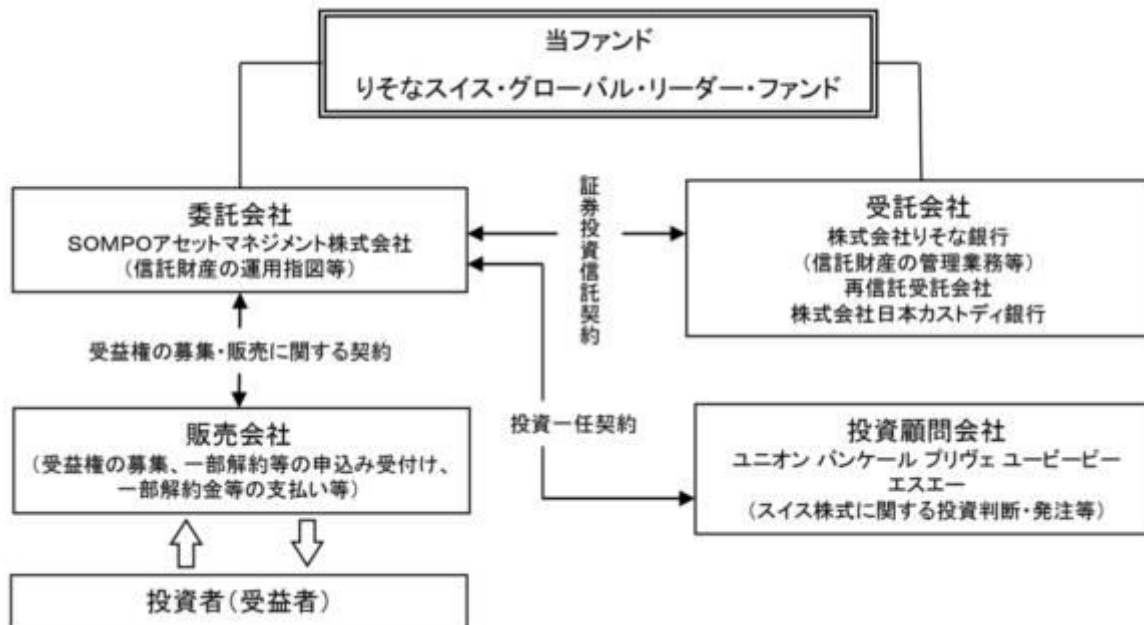 当ファンド
りそなスイス・グローバル・リーダー・ファンド
委託会社
SOMPOアセットマネジメント株式会社
(信託財産の運用指図等)
証券投資信託契約
受託会社
株式会社りそな銀行
(信託財産の管理業務等)
再信託受託会社
株式会社日本カストディ銀行
受益権の募集・販売に関する契約
販売会社
(受益権の募集、一部解約等の申込み受付け、
一部解約金等の支払い等)
投資一任契約
投資顧問会社
ユニオン バンケール プリヴェ ユービーピー
エスエー
(スイス株式に関する投資判断・発注等)
投資者(受益者)